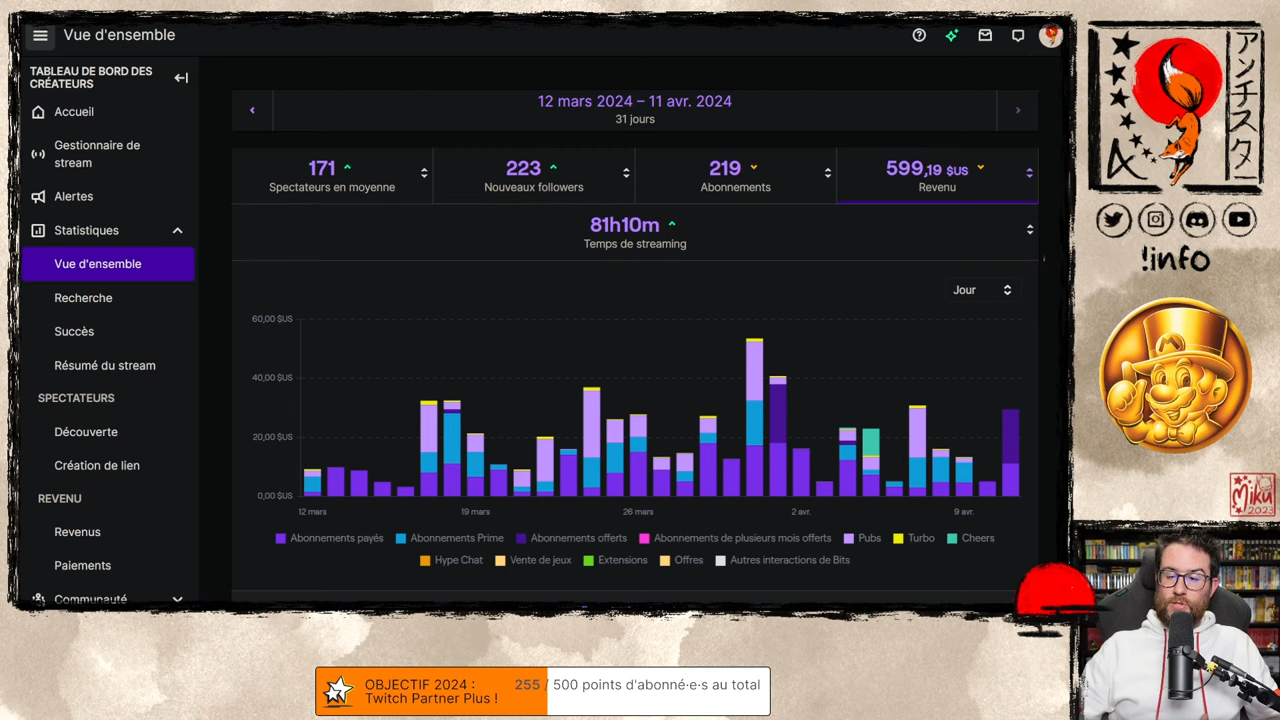 Vue d'ensemble
TABLEAU DE BORD DES
CRÉATEURS
Accueil
Gestionnaire de
stream
Alertes
Statistiques
Vue d'ensemble
Recherche
Succès
Résumé du stream
SPECTATEURS
Découverte
Création de lien
REVENU
Revenus
Paiements
Communauté
12 mars 2024 – 11 avr. 2024
31 jours
171
Spectateurs en moyenne
223
Nouveaux followers
219
Abonnements
599,19 $US
Revenu
81h10m
Temps de streaming
Jour
60,00 $US
40,00 $US
20,00 $US
0,00 $US
12 mars
19 mars
26 mars
2 avr.
9 avr.
Abonnements payés
Abonnements Prime
Abonnements offerts
Abonnements de plusieurs mois offerts
Pubs
Turbo
Cheers
Hype Chat
Vente de jeux
Extensions
Offres
Autres interactions de Bits
アンチスター
!info
M
Miku
2023
OBJECTIF 2024 :
Twitch Partner Plus !
255 / 500 points d'abonné·e·s au total